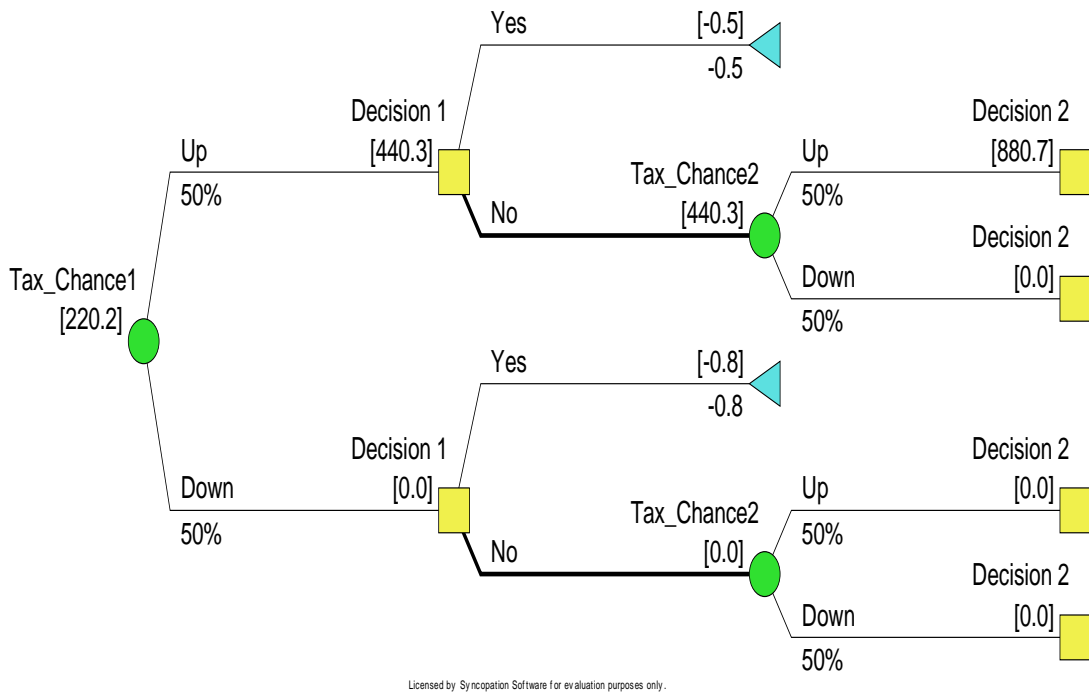 Yes
[-0.5]
-0.5
Decision 1
[440.3]
Decision 2
[880.7]
Up
50%
Tax_Chance2
[440.3]
Up
50%
No
Decision 2
[0.0]
Down
50%
Tax_Chance1
[220.2]
Yes
[-0.8]
-0.8
Decision 1
[0.0]
Decision 2
[0.0]
Down
50%
Tax_Chance2
[0.0]
Up
50%
No
Decision 2
[0.0]
Down
50%
Licensed by Syncopation Software for evaluation purposes only.